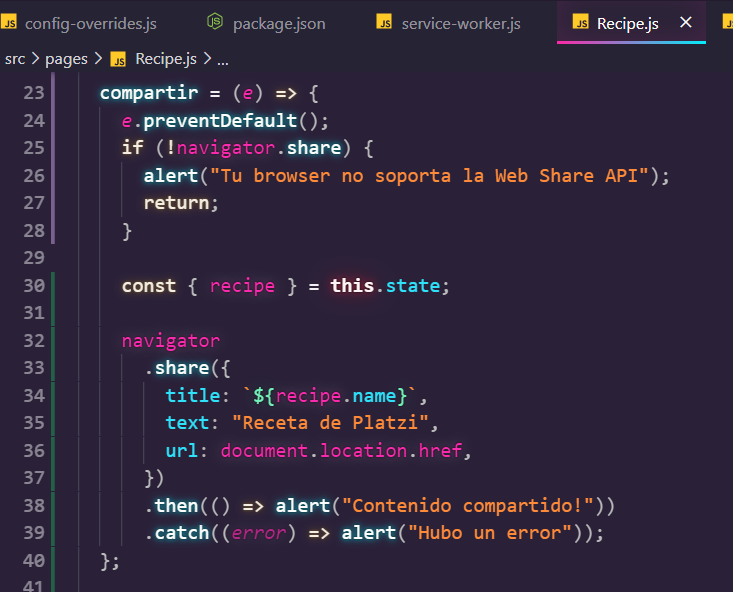 JS config-overrides.js JS package.json JS service-worker.js JS Recipe.js × JS
src > pages > JS Recipe.js > ...
23 compartir = (e) => {
24 e.preventDefault();
25 if (!navigator.share) {
26 alert("Tu browser no soporta la Web Share API");
27 return;
28 }
29
30 const { recipe } = this.state;
31
32 navigator
33 .share({
34 title: `${recipe.name}`,
35 text: "Receta de Platzi",
36 url: document.location.href,
37 })
38 .then(() => alert("Contenido compartido!"))
39 .catch((error) => alert("Hubo un error"));
40 };
41